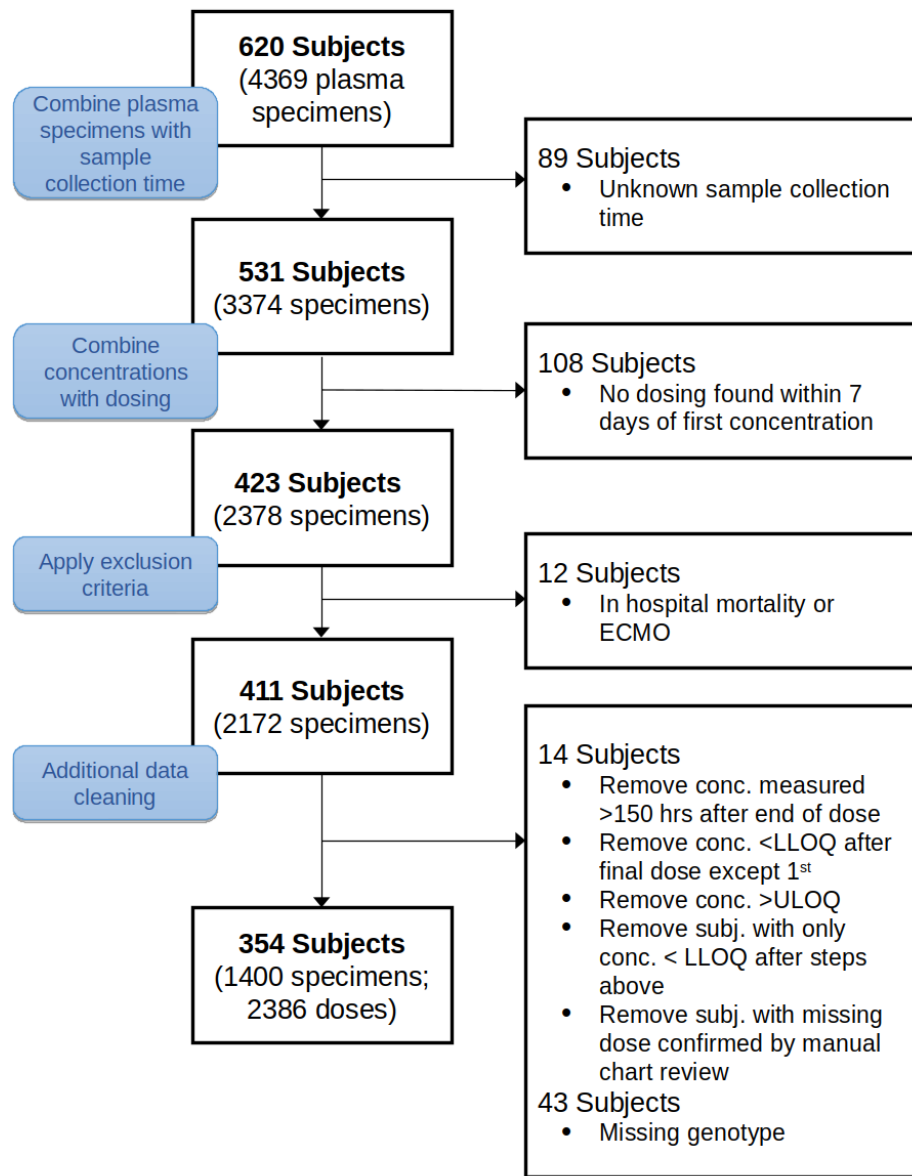 620 Subjects
(4369 plasma
specimens)
Combine plasma
specimens with
sample
collection time
89 Subjects
• Unknown sample collection
time
531 Subjects
(3374 specimens)
Combine
concentrations
with dosing
108 Subjects
• No dosing found within 7
days of first concentration
423 Subjects
(2378 specimens)
Apply exclusion
criteria
12 Subjects
• In hospital mortality or
ECMO
411 Subjects
(2172 specimens)
Additional data
cleaning
14 Subjects
• Remove conc. measured
>150 hrs after end of dose
• Remove conc. <LLOQ after
final dose except 1st
• Remove conc. >ULOQ
• Remove subj. with only
conc. < LLOQ after steps
above
• Remove subj. with missing
dose confirmed by manual
chart review
43 Subjects
• Missing genotype
354 Subjects
(1400 specimens;
2386 doses)